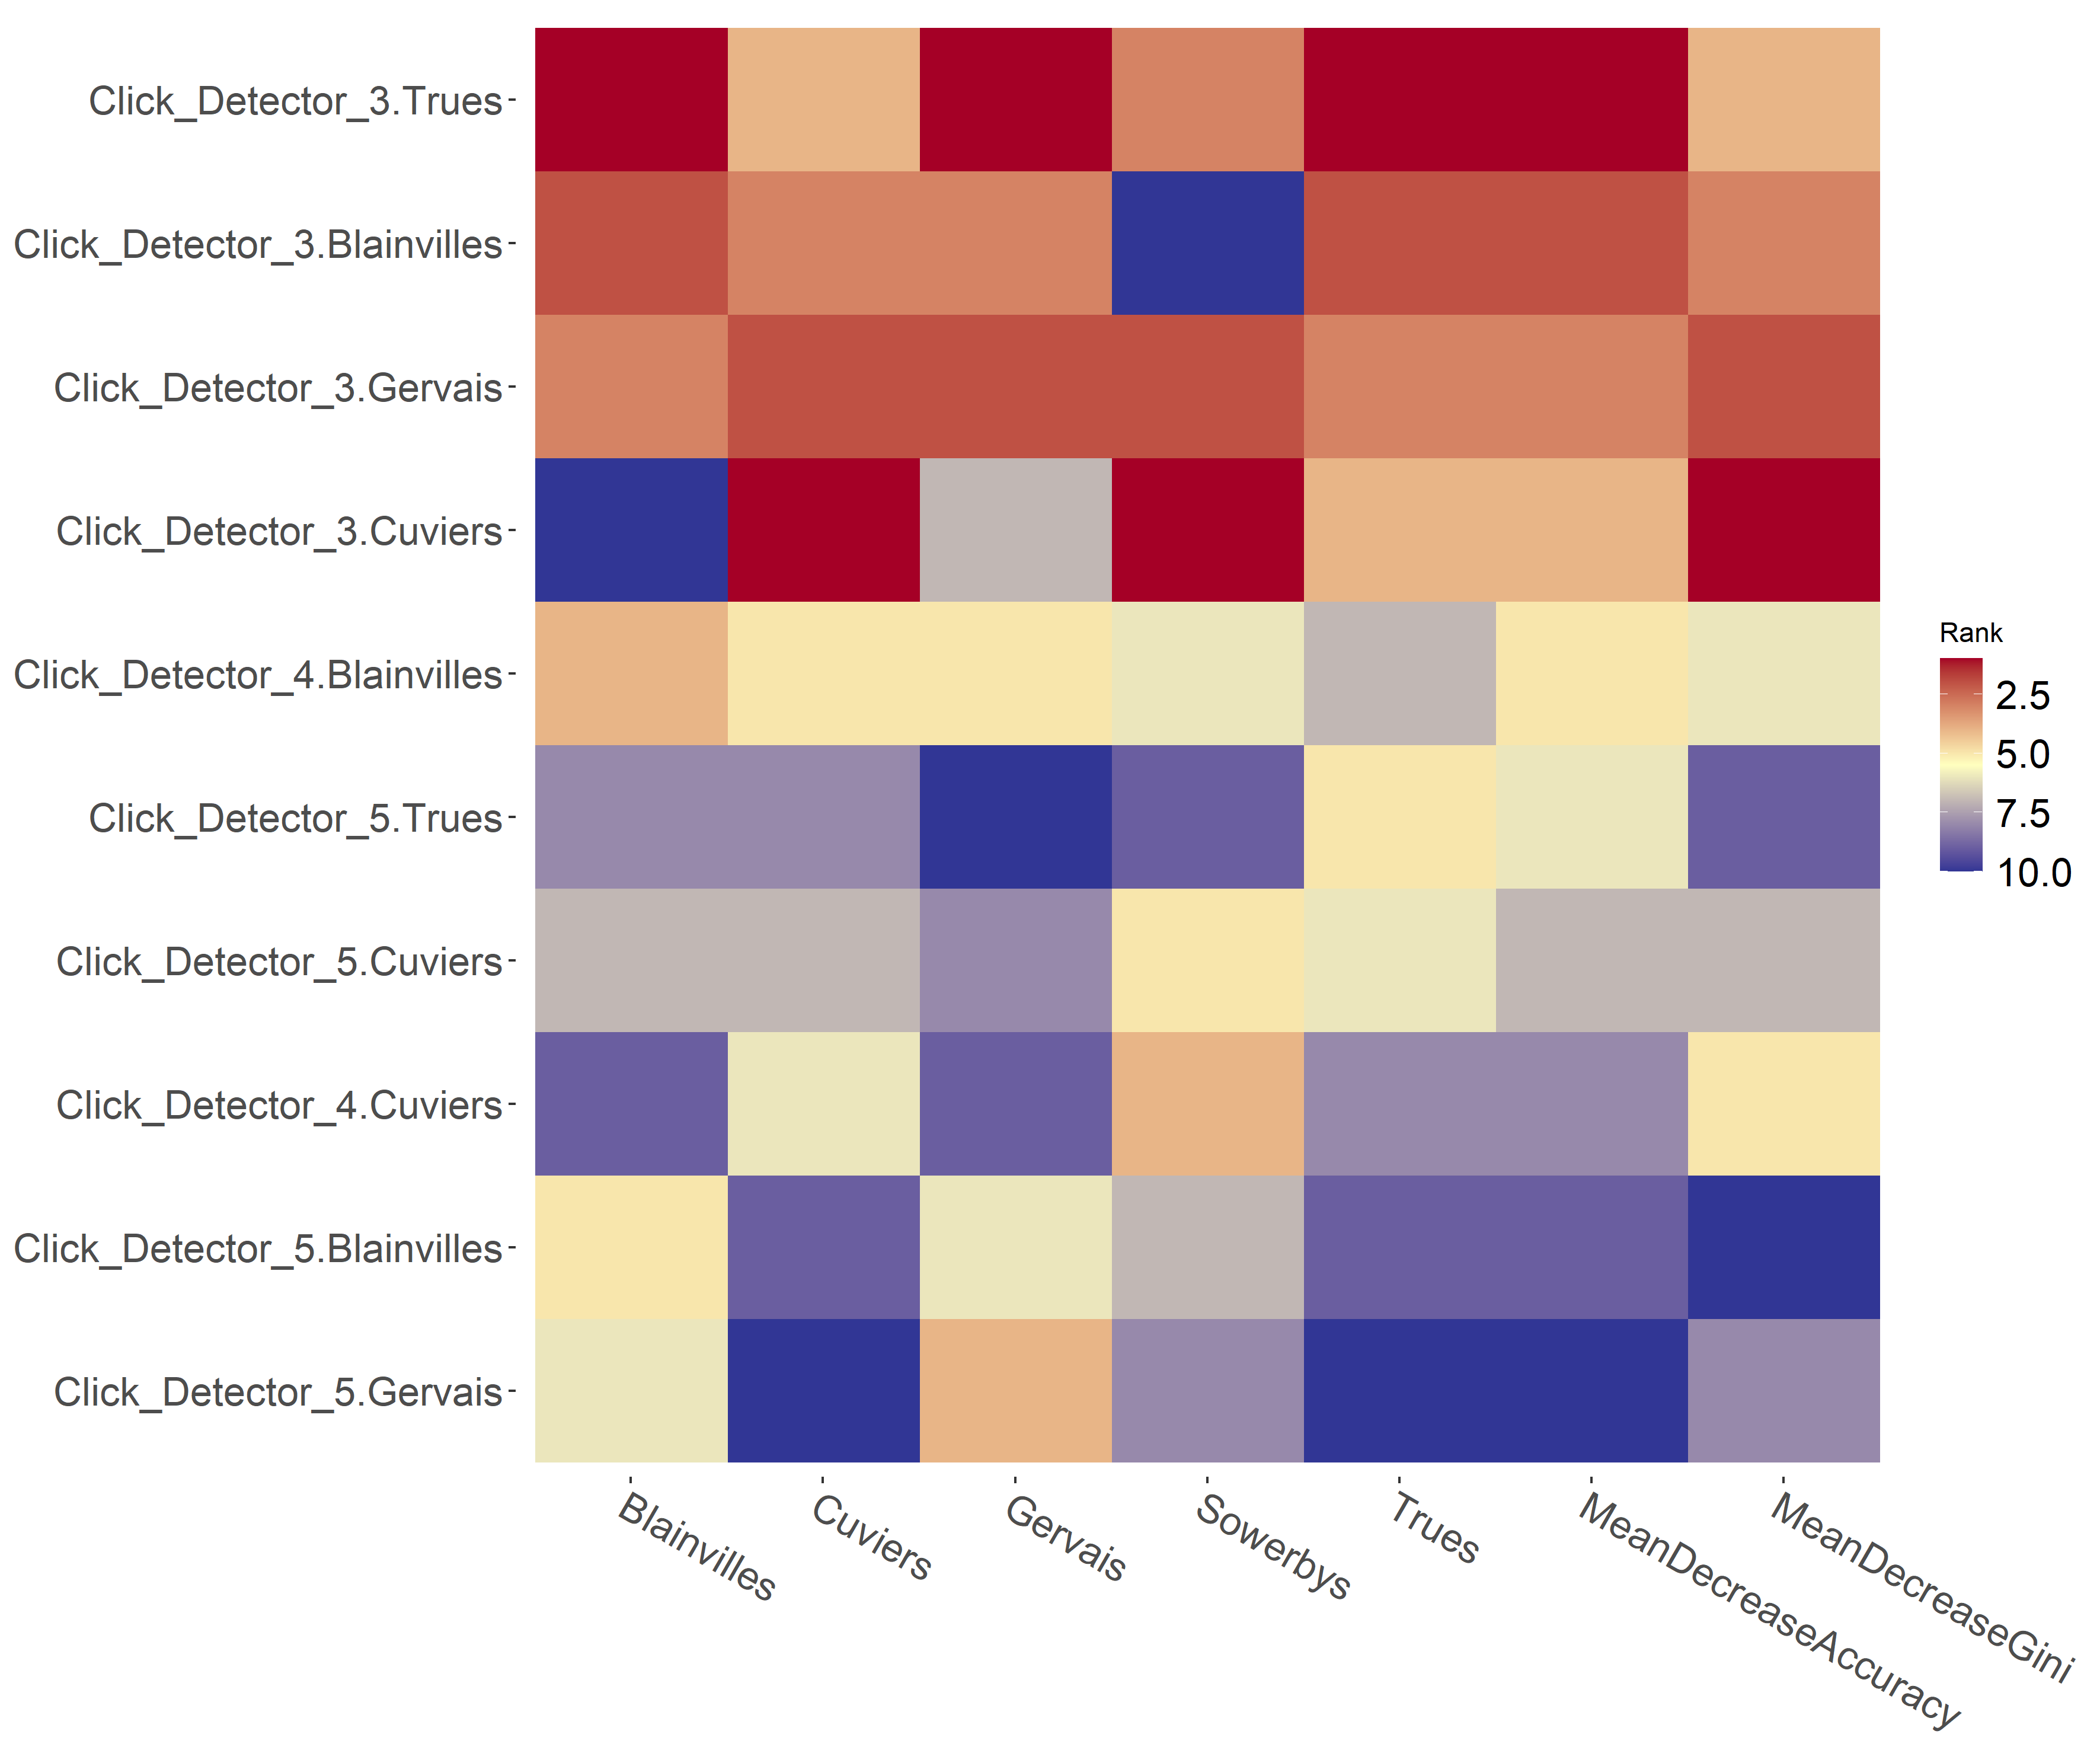 Click_Detector_3.Trues
Click_Detector_3.Blainvilles
Click_Detector_3.Gervais
Click_Detector_3.Cuviers
Click_Detector_4.Blainvilles
Click_Detector_5.Trues
Click_Detector_5.Cuviers
Click_Detector_4.Cuviers
Click_Detector_5.Blainvilles
Click_Detector_5.Gervais
Blainvilles
Cuviers
Gervais
Sowerbys
Trues
MeanDecreaseAccuracy
MeanDecreaseGini
Rank
2.5
5.0
7.5
10.0